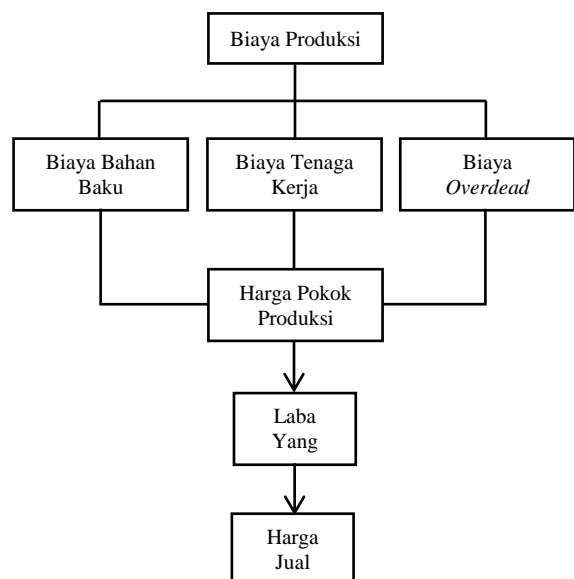 Biaya Produksi
Biaya Bahan
Baku
Biaya Tenaga
Kerja
Biaya
Overdead
Harga Pokok
Produksi
Laba
Yang
Harga
Jual